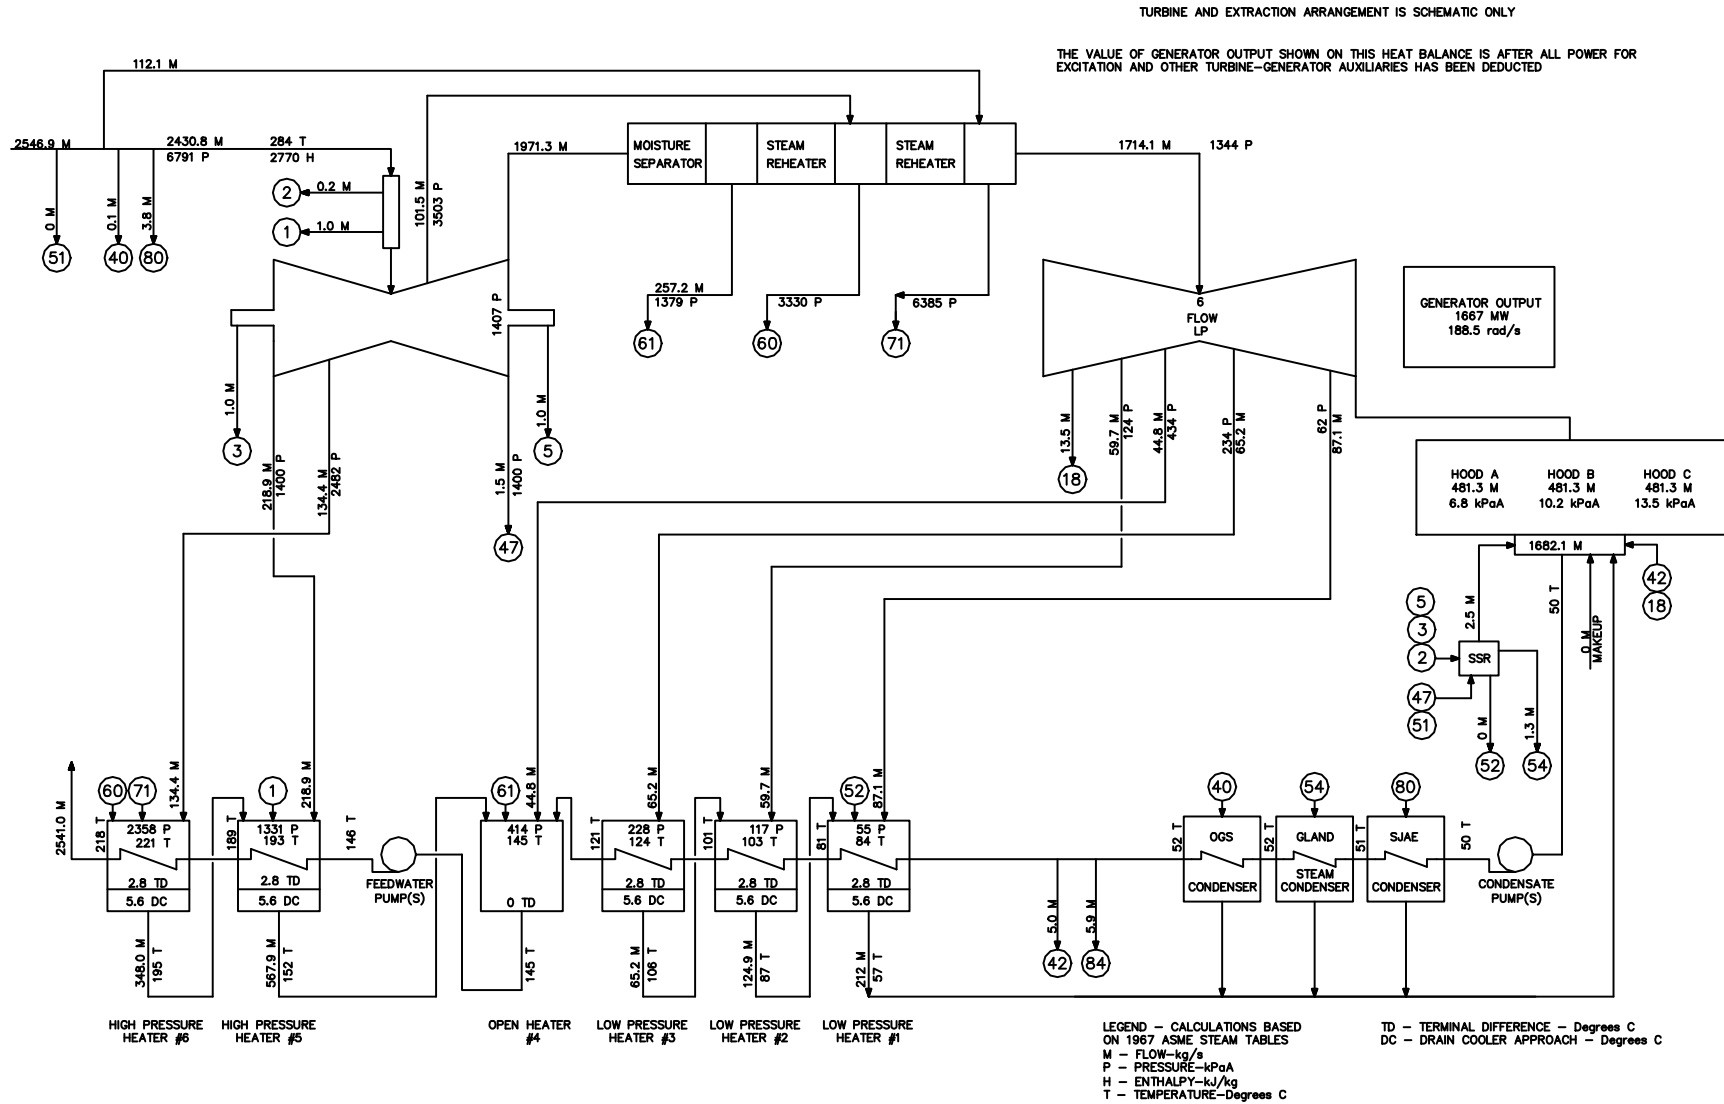 TURBINE AND EXTRACTION ARRANGEMENT IS SCHEMATIC ONLY
THE VALUE OF GENERATOR OUTPUT SHOWN ON THIS HEAT BALANCE IS AFTER ALL POWER FOR
EXCITATION AND OTHER TURBINE-GENERATOR AUXILIARIES HAS BEEN DEDUCTED
112.1 M
2546.9 M
2430.8 M
6791 P
284 T
2770 H
0 M
51
0.1 M
40
3.8 M
80
2
0.2 M
1
1.0 M
101.5 M
3503 P
1971.3 M
MOISTURE
SEPARATOR
STEAM
REHEATER
STEAM
REHEATER
1714.1 M
1344 P
257.2 M
1379 P
61
3330 P
60
6385 P
71
1407 P
1.0 M
3
1.0 M
5
218.9 M
1400 P
134.4 M
2482 P
1.5 M
1400 P
47
6
FLOW
LP
GENERATOR OUTPUT
1667 MW
188.5 rad/s
13.5 M
18
59.7 M
124 P
44.8 M
434 P
234 P
65.2 M
62 P
87.1 M
HOOD A
481.3 M
6.8 kPaA
HOOD B
481.3 M
10.2 kPaA
HOOD C
481.3 M
13.5 kPaA
1682.1 M
42
18
50 T
0 M
MAKEUP
2.5 M
5
3
2
SSR
47
51
0 M
52
1.3 M
54
2541.0 M
218 T
60
71
134.4 M
2358 P
221 T
2.8 TD
5.6 DC
348.0 M
195 T
HIGH PRESSURE
HEATER #6
189 T
1
218.9 M
1331 P
193 T
2.8 TD
5.6 DC
567.9 M
152 T
HIGH PRESSURE
HEATER #5
146 T
FEEDWATER
PUMP(S)
61
44.8 M
414 P
145 T
0 TD
145 T
OPEN HEATER
#4
121 T
65.2 M
228 P
124 T
2.8 TD
5.6 DC
65.2 M
106 T
LOW PRESSURE
HEATER #3
101 T
59.7 M
117 P
103 T
2.8 TD
5.6 DC
124.9 M
87 T
LOW PRESSURE
HEATER #2
81 T
52
87.1 M
55 P
84 T
2.8 TD
5.6 DC
212 M
57 T
LOW PRESSURE
HEATER #1
5.0 M
42
5.9 M
84
52 T
40
OGS
CONDENSER
52 T
54
GLAND
STEAM
CONDENSER
51 T
80
SJAE
CONDENSER
50 T
CONDENSATE
PUMP(S)
LEGEND - CALCULATIONS BASED
ON 1967 ASME STEAM TABLES
M - FLOW-kg/s
P - PRESSURE-kPaA
H - ENTHALPY-kJ/kg
T - TEMPERATURE-Degrees C
TD - TERMINAL DIFFERENCE - Degrees C
DC - DRAIN COOLER APPROACH - Degrees C